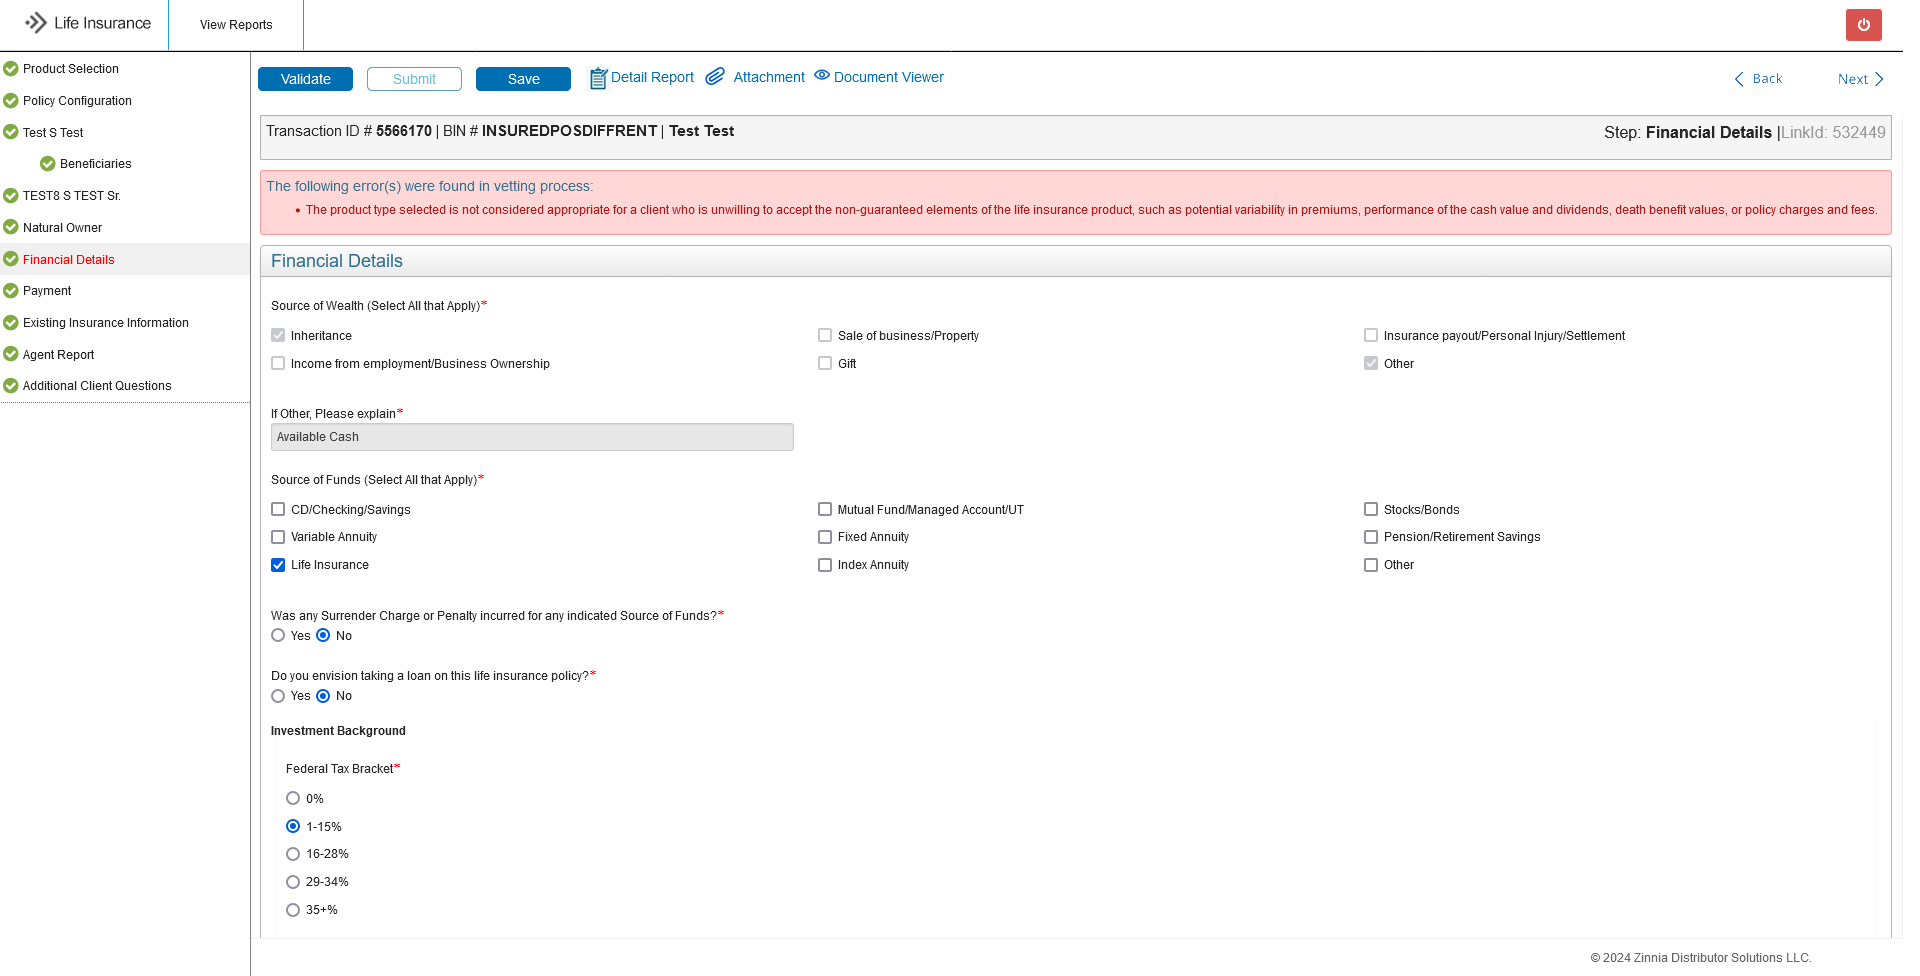 Life Insurance
View Reports
Product Selection
Policy Configuration
Test S Test
Beneficiaries
TEST8 S TEST Sr.
Natural Owner
Financial Details
Payment
Existing Insurance Information
Agent Report
Additional Client Questions
Validate Submit Save Detail Report Attachment Document Viewer Back Next
Transaction ID # 5566170 | BIN # INSUREDPOSDIFFRENT | Test Test
Step: Financial Details |LinkId: 532449
The following error(s) were found in vetting process:
• The product type selected is not considered appropriate for a client who is unwilling to accept the non-guaranteed elements of the life insurance product, such as potential variability in premiums, performance of the cash value and dividends, death benefit values, or policy charges and fees.
Financial Details
Source of Wealth (Select All that Apply)*
Inheritance Sale of business/Property Insurance payout/Personal Injury/Settlement
Income from employment/Business Ownership Gift Other
If Other, Please explain*
Available Cash
Source of Funds (Select All that Apply)*
CD/Checking/Savings Mutual Fund/Managed Account/UT Stocks/Bonds
Variable Annuity Fixed Annuity Pension/Retirement Savings
Life Insurance Index Annuity Other
Was any Surrender Charge or Penalty incurred for any indicated Source of Funds?*
Yes No
Do you envision taking a loan on this life insurance policy?*
Yes No
Investment Background
Federal Tax Bracket*
0%
1-15%
16-28%
29-34%
35+%
© 2024 Zinnia Distributor Solutions LLC.